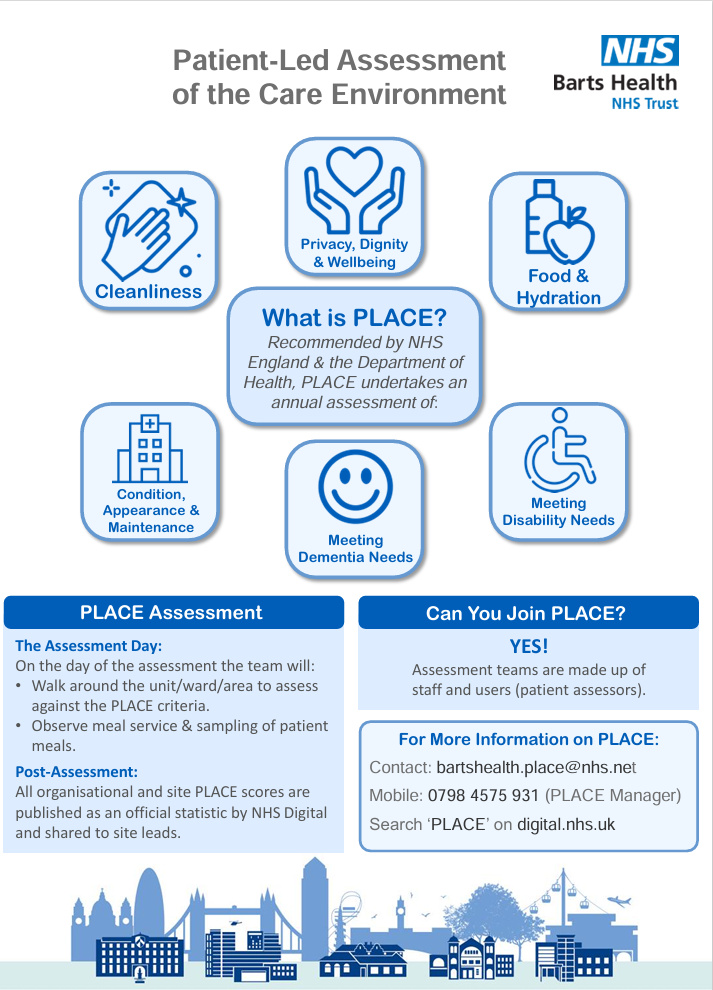 Patient-Led Assessment
of the Care Environment
NHS
Barts Health
NHS Trust
Cleanliness
Privacy, Dignity
& Wellbeing
Food &
Hydration
What is PLACE?
Recommended by NHS
England & the Department of
Health, PLACE undertakes an
annual assessment of:
Condition,
Appearance &
Maintenance
Meeting
Dementia Needs
Meeting
Disability Needs
PLACE Assessment
The Assessment Day:
On the day of the assessment the team will:
• Walk around the unit/ward/area to assess
against the PLACE criteria.
• Observe meal service & sampling of patient
meals.
Post-Assessment:
All organisational and site PLACE scores are
published as an official statistic by NHS Digital
and shared to site leads.
Can You Join PLACE?
YES!
Assessment teams are made up of
staff and users (patient assessors).
For More Information on PLACE:
Contact: bartshealth.place@nhs.net
Mobile: 0798 4575 931 (PLACE Manager)
Search ‘PLACE’ on digital.nhs.uk